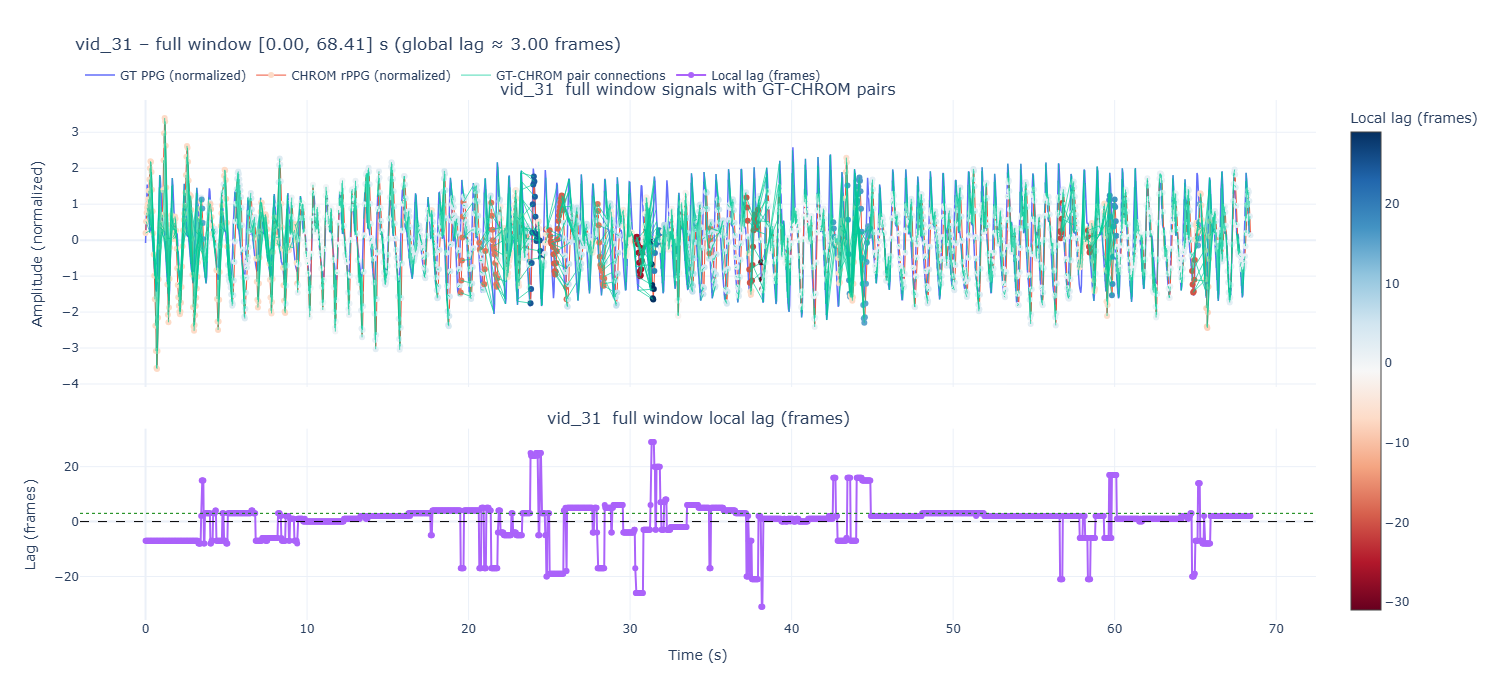 vid_31 – full window [0.00, 68.41] s (global lag ≈ 3.00 frames)
GT PPG (normalized) CHROM rPPG (normalized) GT-CHROM pair connections Local lag (frames)
vid_31 full window signals with GT-CHROM pairs
Local lag (frames)
Amplitude (normalized)
3
2
1
0
−1
−2
−3
−4
20
10
0
−10
−20
−30
vid_31 full window local lag (frames)
Lag (frames)
20
0
−20
0 10 20 30 40 50 60 70
Time (s)